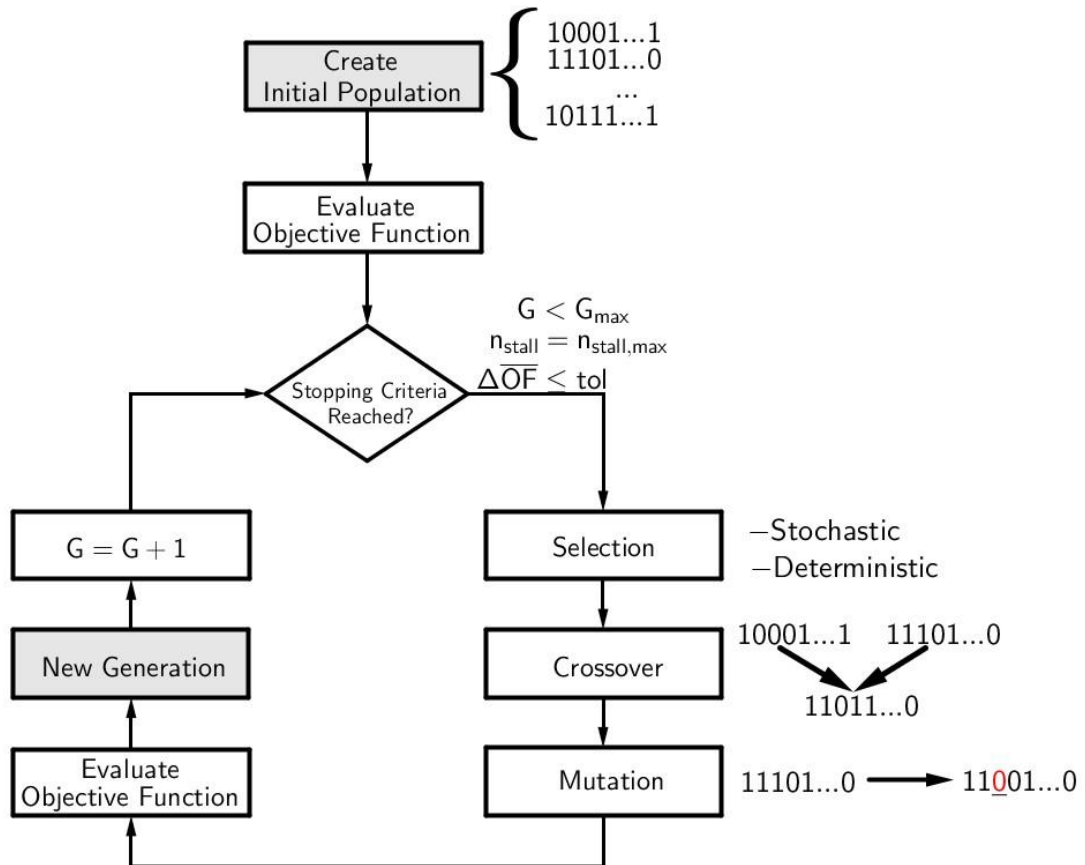 Create
Initial Population
10001...1
11101...0
...
10111...1
Evaluate
Objective Function
G < G_max
n_stall = n_stall,max
Δ\overline{OF} ≤ tol
Stopping Criteria
Reached?
G = G + 1
Selection
−Stochastic
−Deterministic
New Generation
Crossover
10001...1 11101...0
11011...0
Evaluate
Objective Function
Mutation
11101...0
11001...0